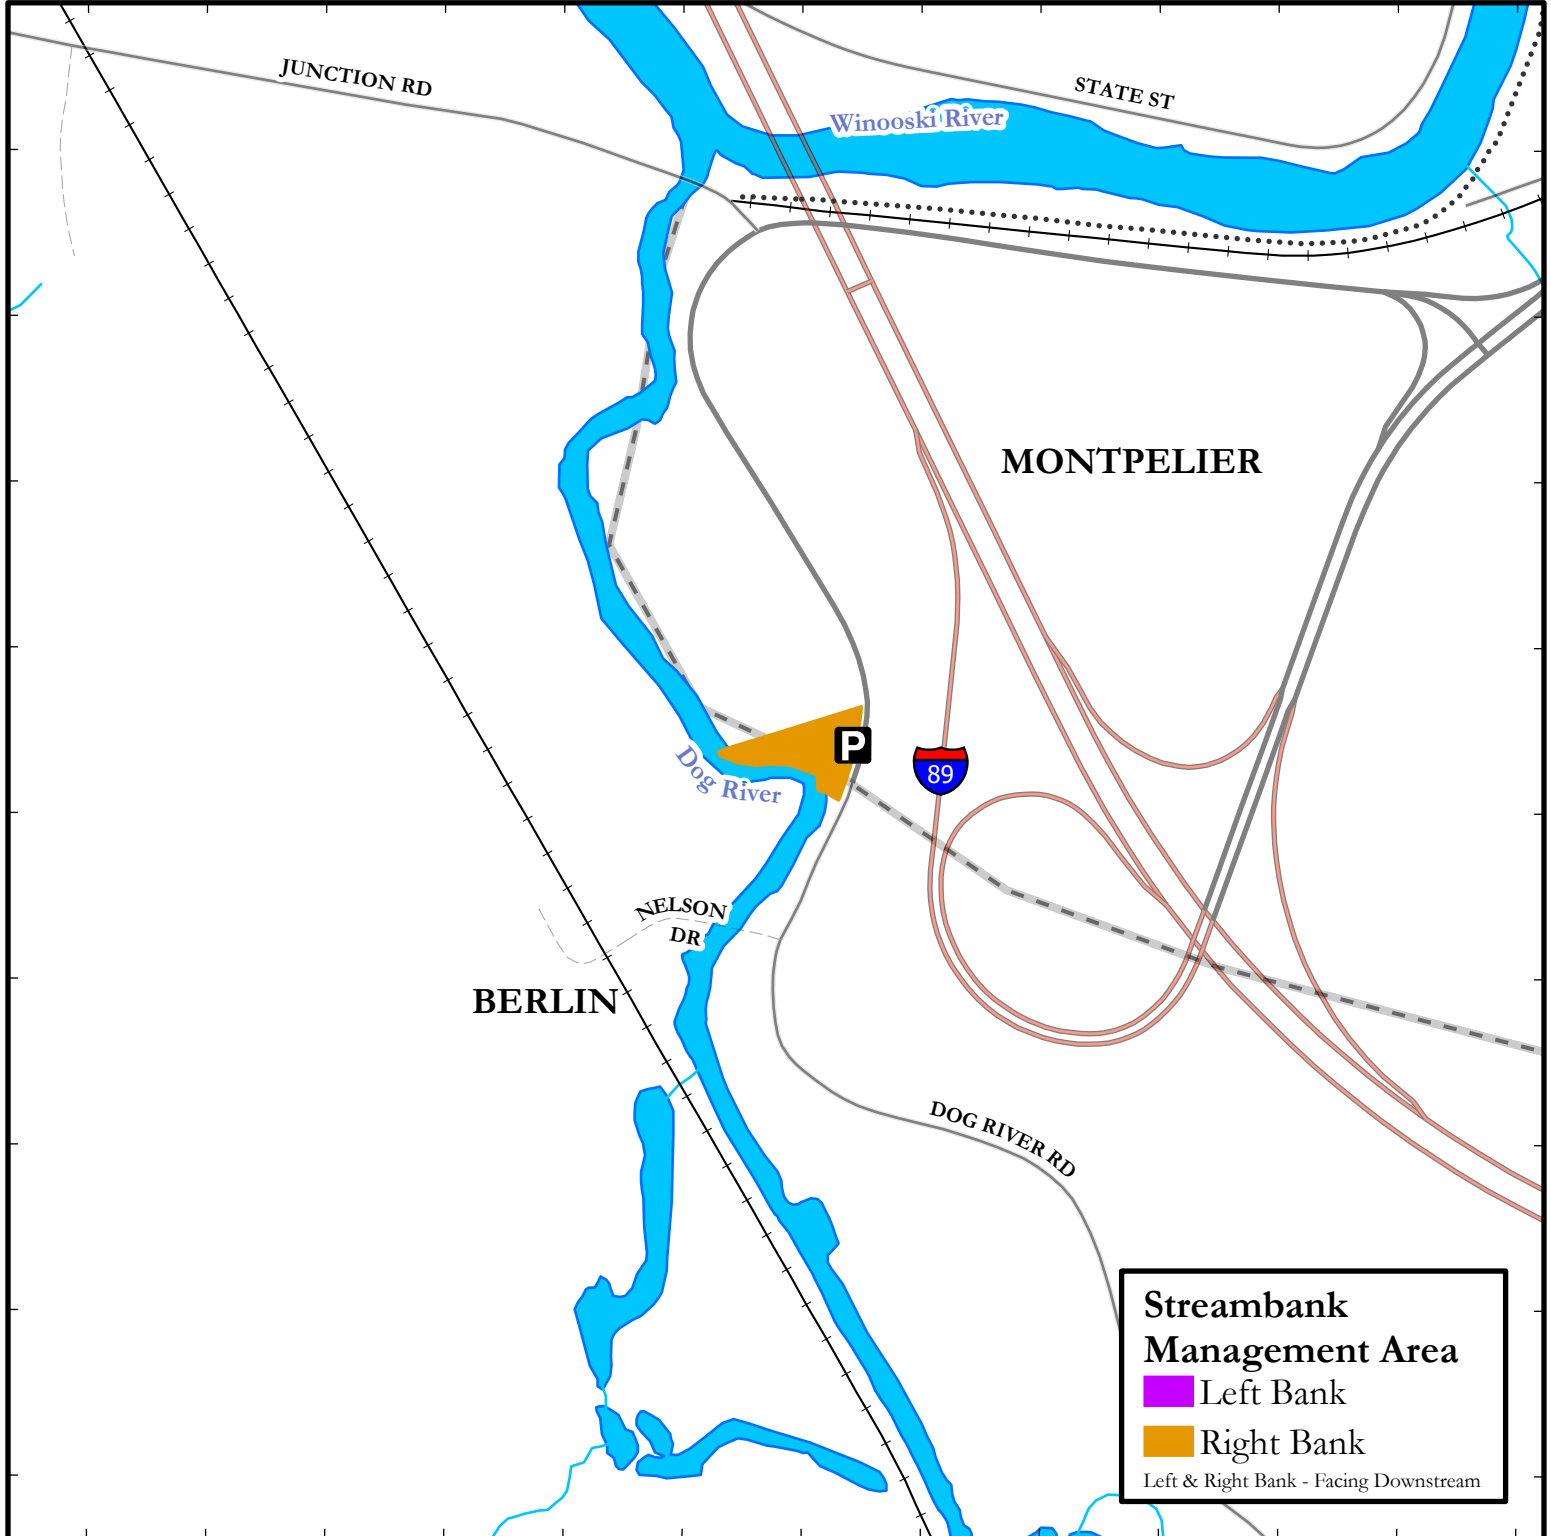 JUNCTION RD
STATE ST
Winooski River
MONTPELIER
P
Dog River
89
NELSON
DR
BERLIN
DOG RIVER RD
Streambank
Management Area
Left Bank
Right Bank
Left & Right Bank - Facing Downstream